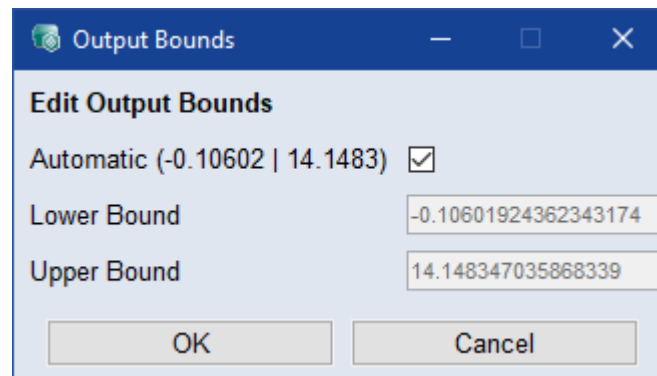 Output Bounds
Edit Output Bounds
Automatic (-0.10602 | 14.1483)
Lower Bound -0.10601924362343174
Upper Bound 14.148347035868339
OK Cancel